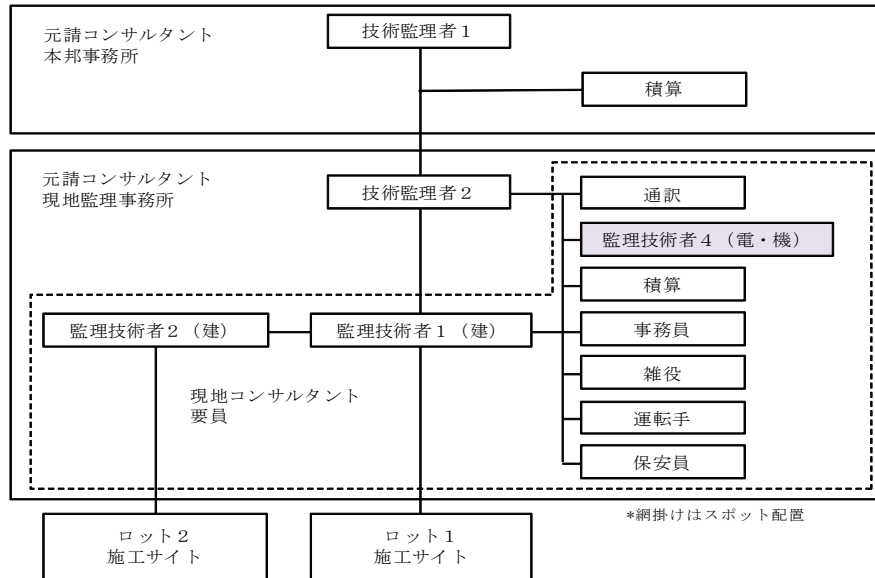 元請コンサルタント
本邦事務所
技術監理者1
積算
元請コンサルタント
現地監理事務所
技術監理者2
通訳
監理技術者4（電・機）
積算
監理技術者2（建）
監理技術者1（建）
事務員
現地コンサルタント
要員
雑役
運転手
保安員
*網掛けはスポット配置
ロット2
施工サイト
ロット1
施工サイト